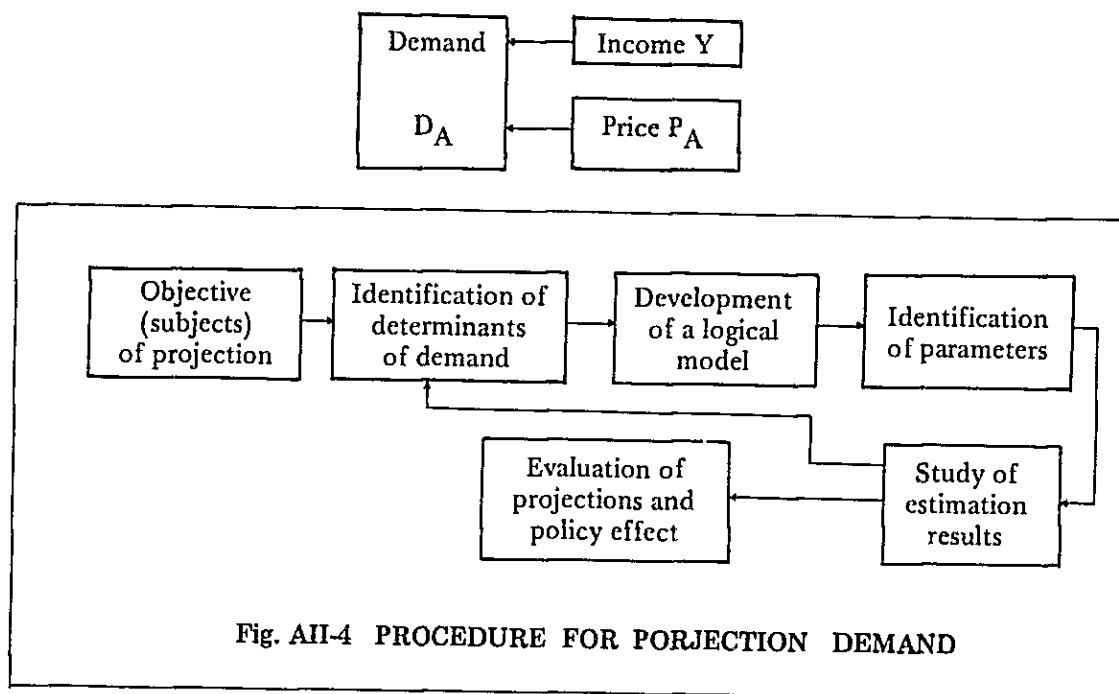 Demand
Income Y
D_A
Price P_A
Objective
(subjects)
of projection
Identification of
determinants
of demand
Development
of a logical
model
Identification
of parameters
Evaluation of
projections and
policy effect
Study of
estimation
results
Fig. AII-4 PROCEDURE FOR PORJECTION DEMAND